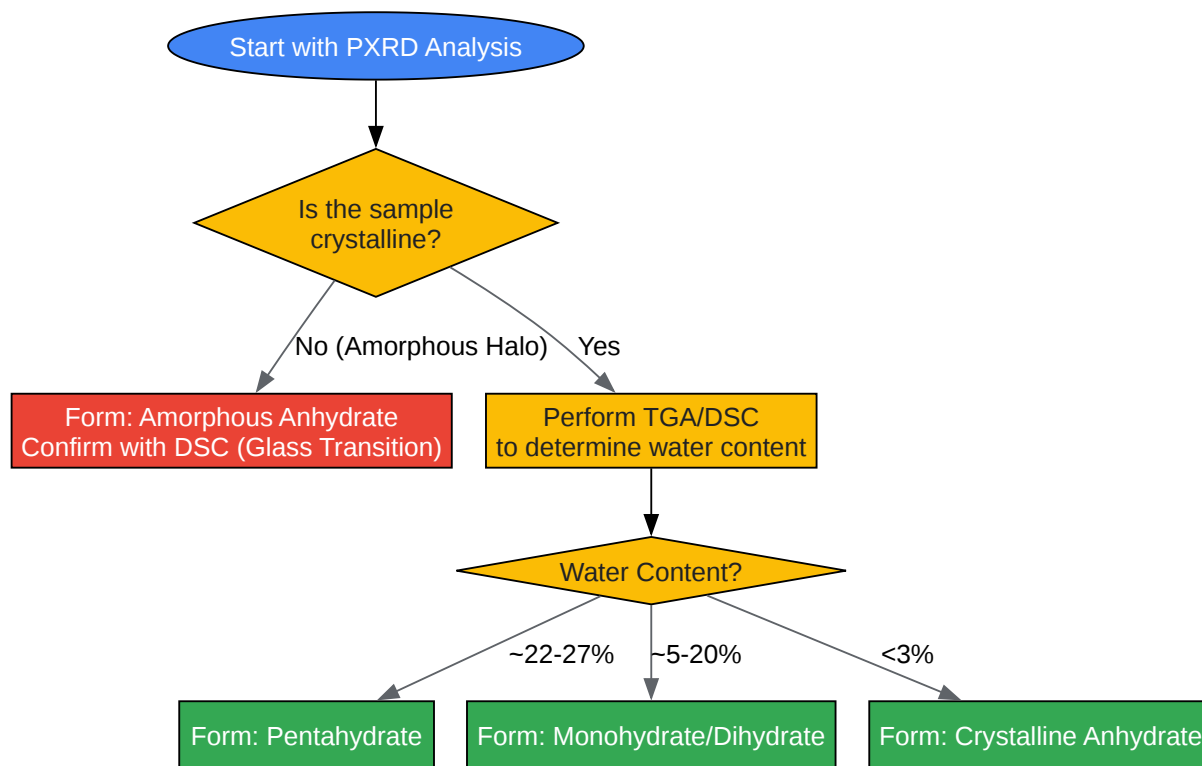 Start with PXRD Analysis
Is the sample
crystalline?
No (Amorphous Halo)
Yes
Form: Amorphous Anhydrate
Confirm with DSC (Glass Transition)
Perform TGA/DSC
to determine water content
Water Content?
~22-27%
~5-20%
<3%
Form: Pentahydrate
Form: Monohydrate/Dihydrate
Form: Crystalline Anhydrate